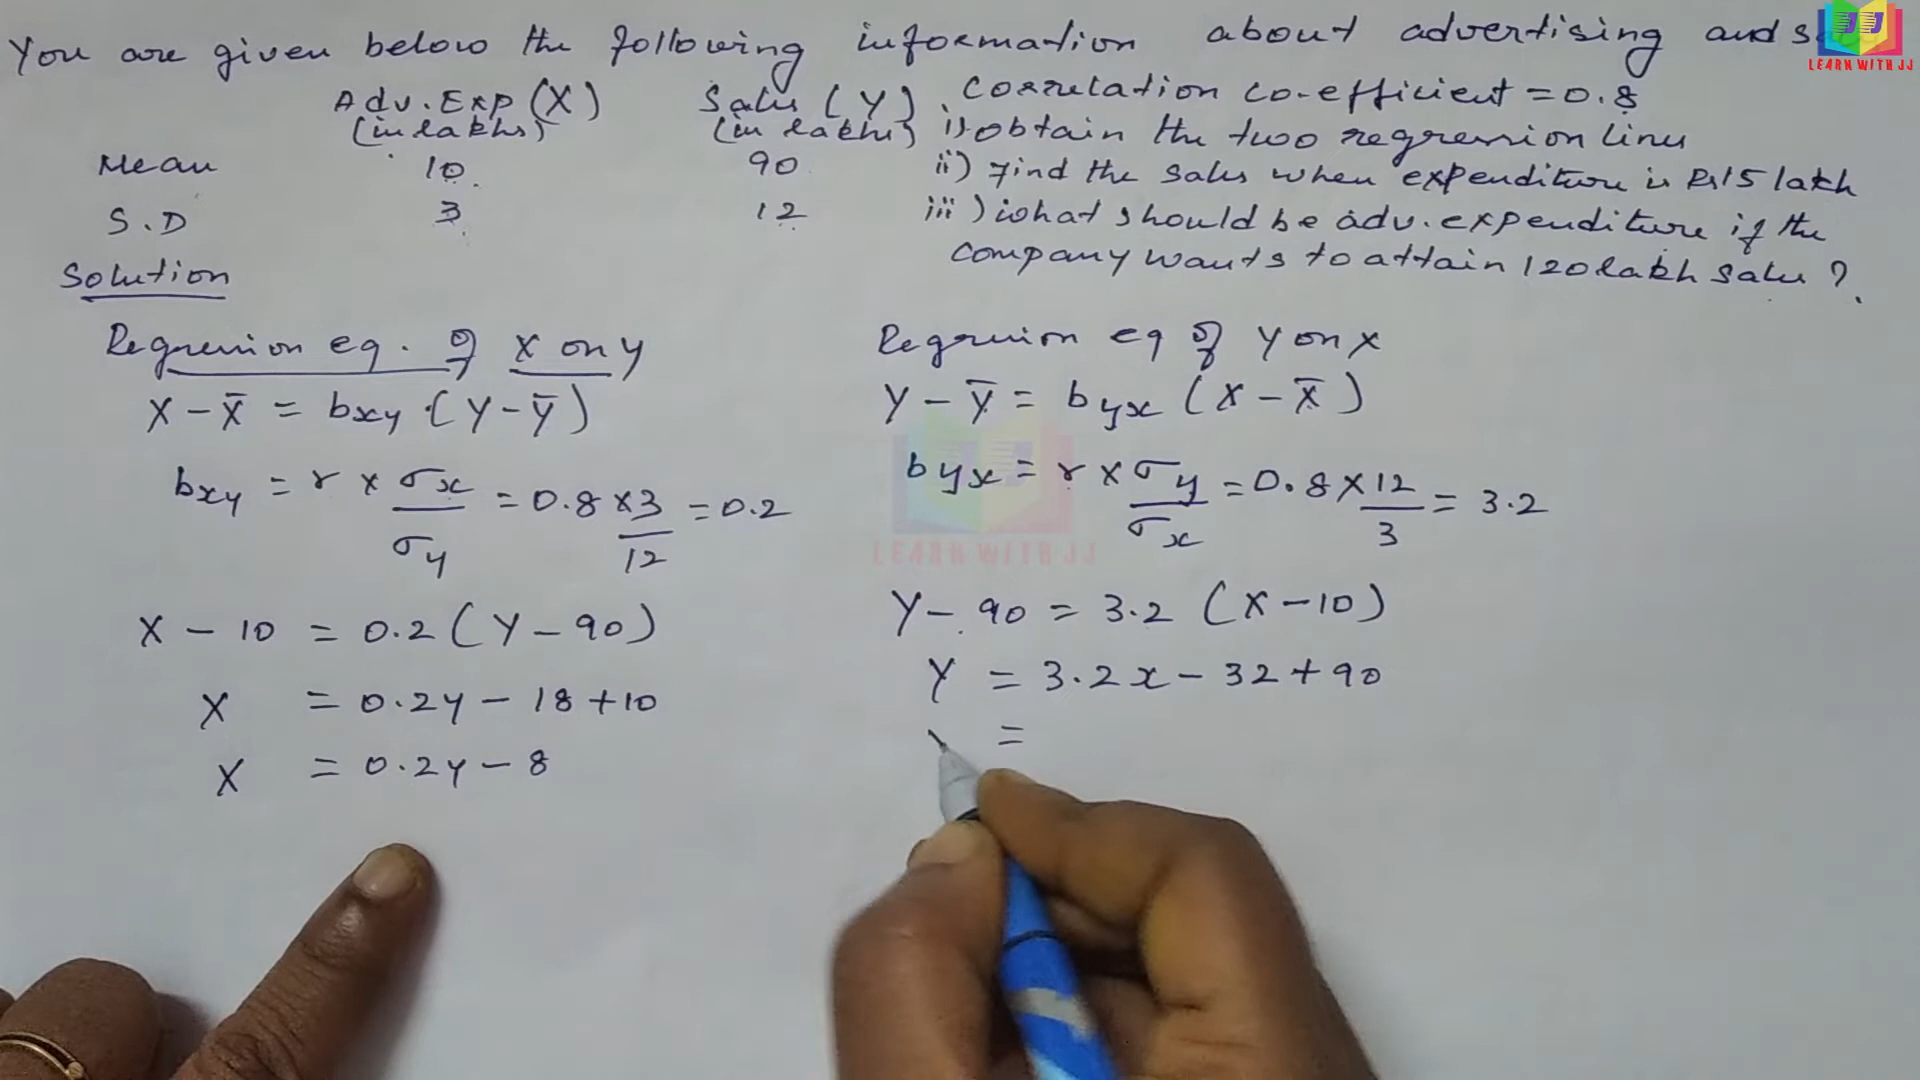 You are given below the following information about advertising and
Adv. Exp (X) Sales (Y) Correlation co-efficient = 0.8
(in lakhs) (in lakhs) i) obtain the two regression lines
Mean 10 90 ii) Find the sales when expenditure is Rs 15 lakh
S.D 3 12 iii) what should be adv. expenditure if the
company wants to attain 120 lakh sales ?
Solution
Regression eq. of X on y
X - x̄ = bxy (Y - ȳ)
bxy = r × σx/σy = 0.8 × 3/12 = 0.2
X - 10 = 0.2 (Y - 90)
X = 0.2y - 18 + 10
X = 0.2y - 8
Regression eq of Y on x
Y - ȳ = byx (X - x̄)
byx = r × σy/σx = 0.8 × 12/3 = 3.2
Y - 90 = 3.2 (X - 10)
Y = 3.2x - 32 + 90
=
LEARN WITH JJ
LEARN WITH JJ